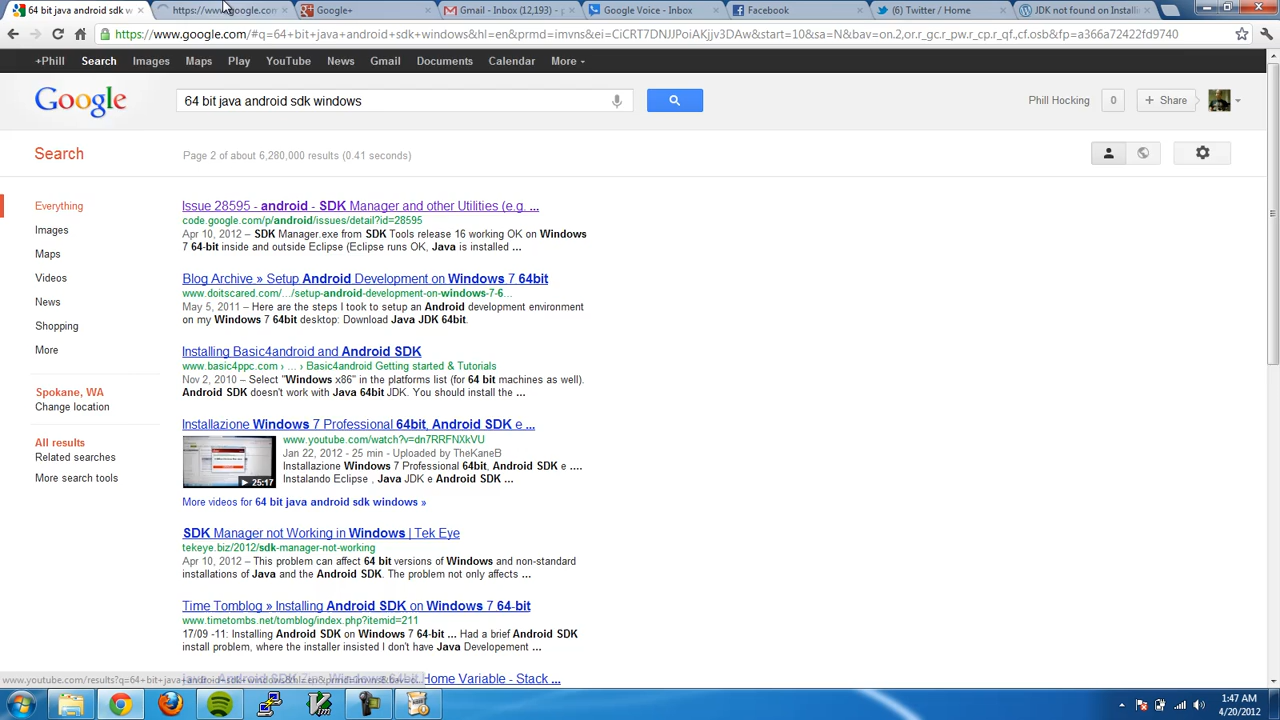 64 bit java android sdk w
https://www.google.com
Google+
Gmail - Inbox (12,193) - p
Google Voice - Inbox
Facebook
(6) Twitter / Home
JDK not found on Install
https://www.google.com/#q=64+bit+java+android+sdk+windows&hl=en&prmd=imvns&ei=CiCRT7DNJJPoiAKjjv3DAw&start=10&sa=N&bav=on.2,or.r_gc.r_pw.r_cp.r_qf.,cf.osb&fp=a366a72422fd9740
+Phill Search Images Maps Play YouTube News Gmail Documents Calendar More
Google
64 bit java android sdk windows
Phill Hocking 0 + Share
Search
Page 2 of about 6,280,000 results (0.41 seconds)
Everything
Images
Maps
Videos
News
Shopping
More
Spokane, WA
Change location
All results
Related searches
More search tools
Issue 28595 - android - SDK Manager and other Utilities (e.g. ...
code.google.com/p/android/issues/detail?id=28595
Apr 10, 2012 – SDK Manager.exe from SDK Tools release 16 working OK on Windows
7 64-bit inside and outside Eclipse (Eclipse runs OK, Java is installed ...
Blog Archive » Setup Android Development on Windows 7 64bit
www.doitscared.com/.../setup-android-development-on-windows-7-6...
May 5, 2011 – Here are the steps I took to setup an Android development environment
on my Windows 7 64bit desktop: Download Java JDK 64bit.
Installing Basic4android and Android SDK
www.basic4ppc.com › ... › Basic4android Getting started & Tutorials
Nov 2, 2010 – Select "Windows x86" in the platforms list (for 64 bit machines as well).
Android SDK doesn't work with Java 64bit JDK. You should install the ...
Installazione Windows 7 Professional 64bit, Android SDK e ...
www.youtube.com/watch?v=dn7RRFNXkVU
Jan 22, 2012 - 25 min - Uploaded by TheKaneB
Installazione Windows 7 Professional 64bit, Android SDK e ....
Instalando Eclipse , Java JDK e Android SDK ...
25:17
More videos for 64 bit java android sdk windows »
SDK Manager not Working in Windows | Tek Eye
tekeye.biz/2012/sdk-manager-not-working
Apr 10, 2012 – This problem can affect 64 bit versions of Windows and non-standard
installations of Java and the Android SDK. The problem not only affects ...
Time Tomblog » Installing Android SDK on Windows 7 64-bit
www.timetombs.net/tomblog/index.php?itemid=211
17/09 -11: Installing Android SDK on Windows 7 64-bit ... Had a brief Android SDK
install problem, where the installer insisted I don't have Java Developement ...
Home Variable - Stack ...
www.youtube.com/results?q=64+bit+java+android+sdk+windows&hl=en&prmd=imvns&bav=
1:47 AM
4/20/2012